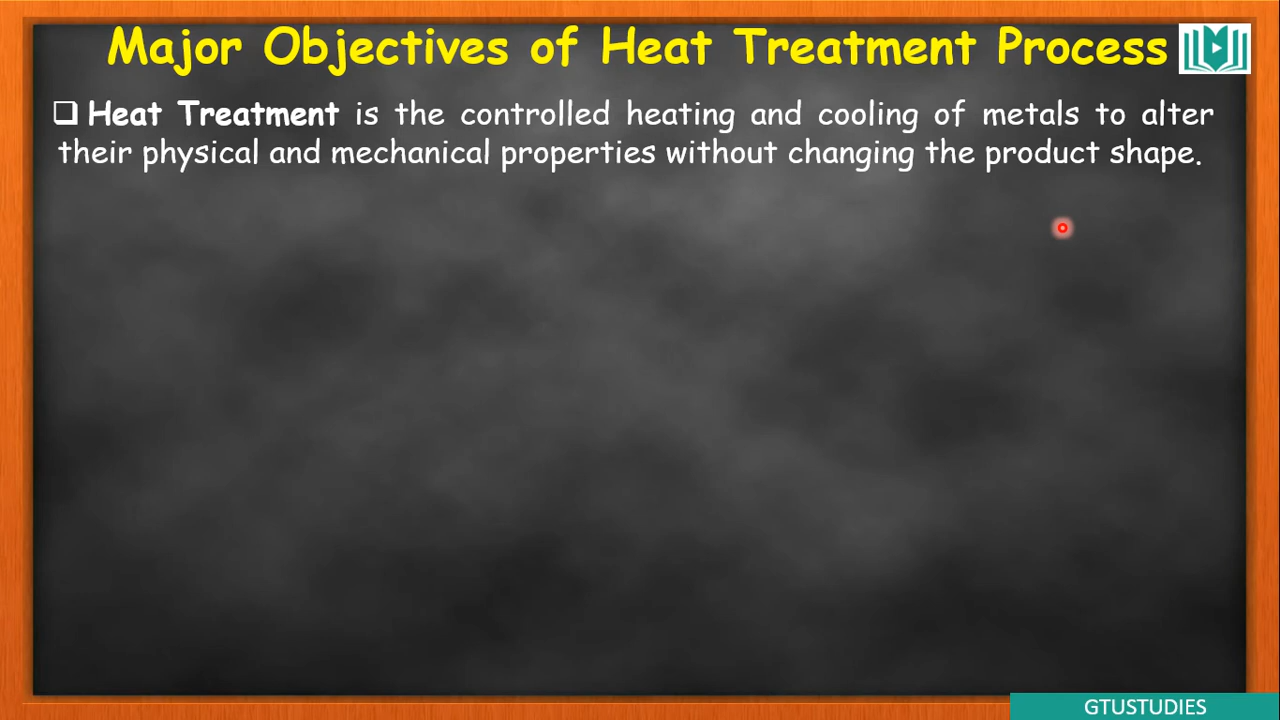 Major Objectives of Heat Treatment Process
Heat Treatment is the controlled heating and cooling of metals to alter
their physical and mechanical properties without changing the product shape.
GTUSTUDIES